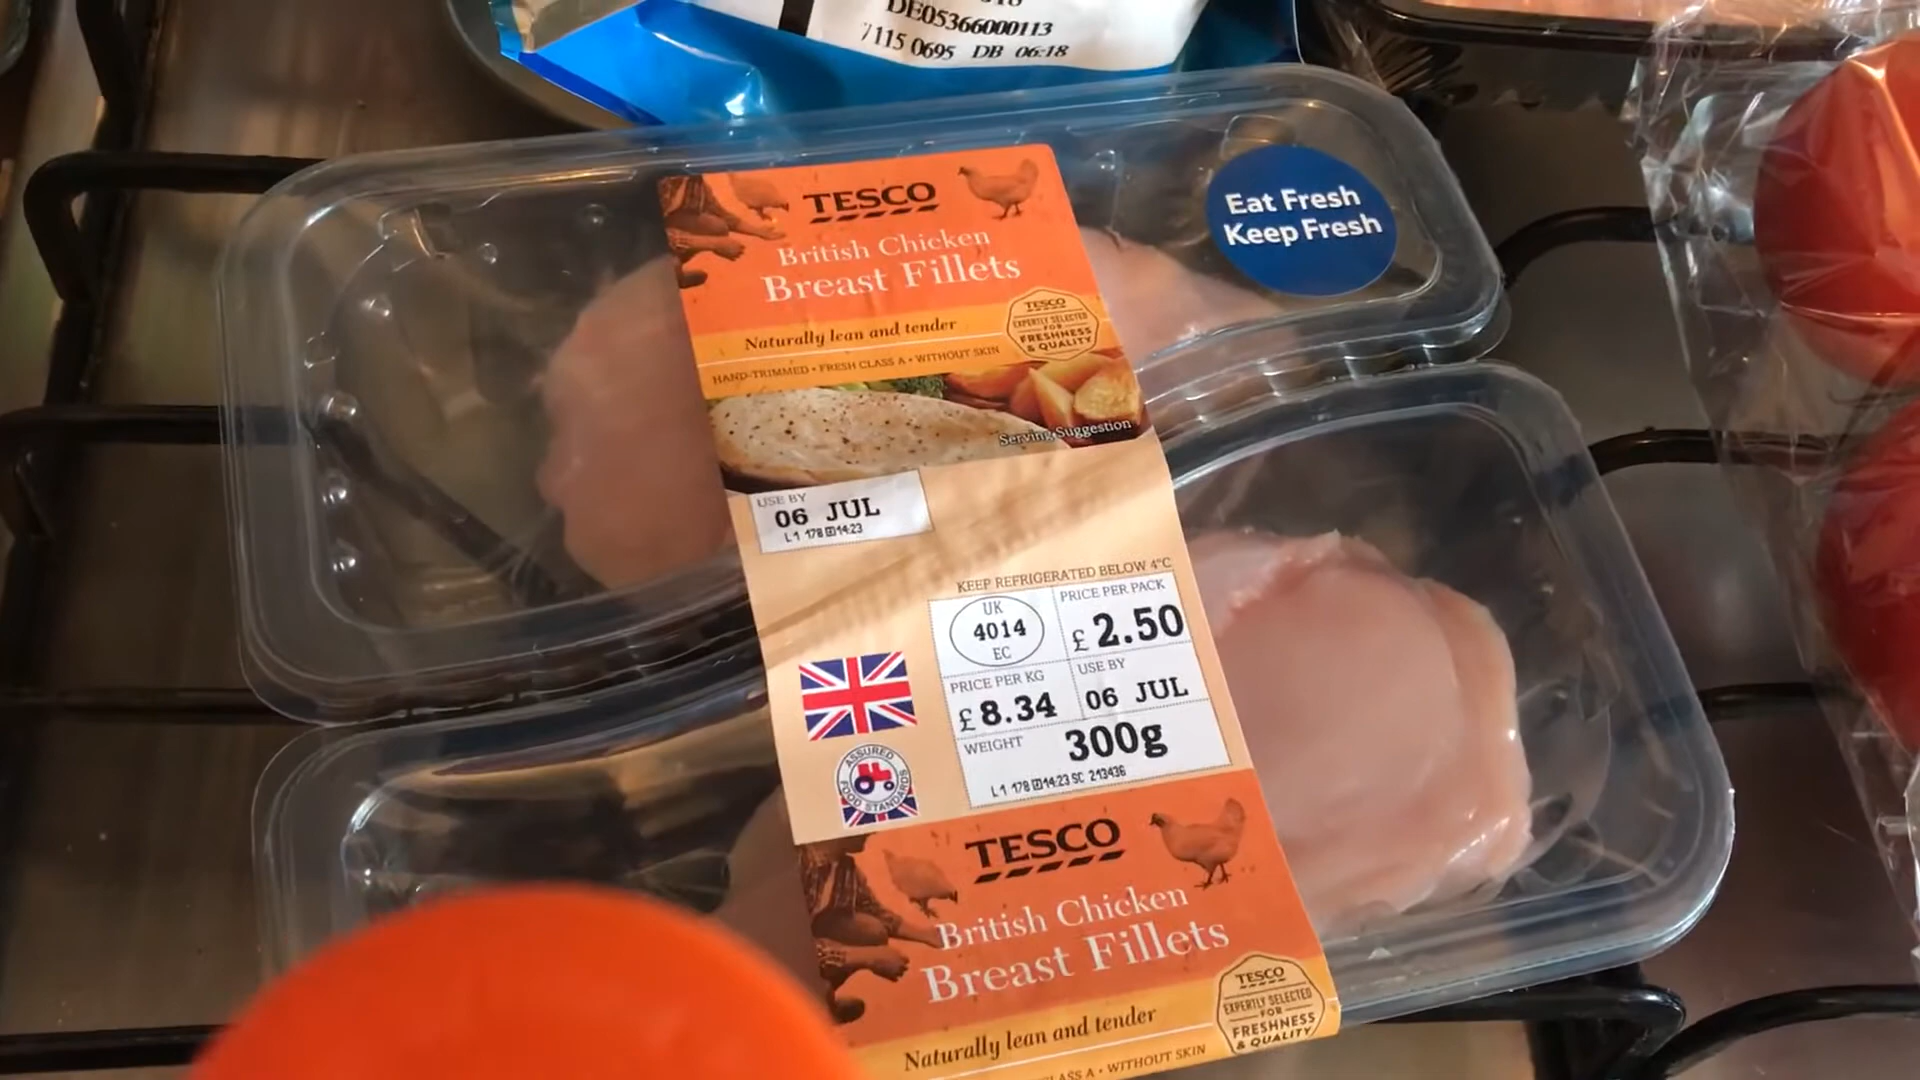 DE05366000113
7115 0695 DB 06:18
TESCO
British Chicken
Breast Fillets
Naturally lean and tender
HAND-TRIMMED • FRESH CLASS A • WITHOUT SKIN
TESCO
EXPERTLY SELECTED
FOR
FRESHNESS
& QUALITY
Serving Suggestion
Eat Fresh
Keep Fresh
USE BY
06 JUL
L1 178 14:23
KEEP REFRIGERATED BELOW 4°C
UK
4014
EC
PRICE PER PACK
£2.50
PRICE PER KG
£8.34
USE BY
06 JUL
WEIGHT
300g
L1 178 14:23 SC 213436
ASSURED
FOOD STANDARDS
TESCO
British Chicken
Breast Fillets
Naturally lean and tender
CLASS A • WITHOUT SKIN
TESCO
EXPERTLY SELECTED
FOR
FRESHNESS
& QUALITY